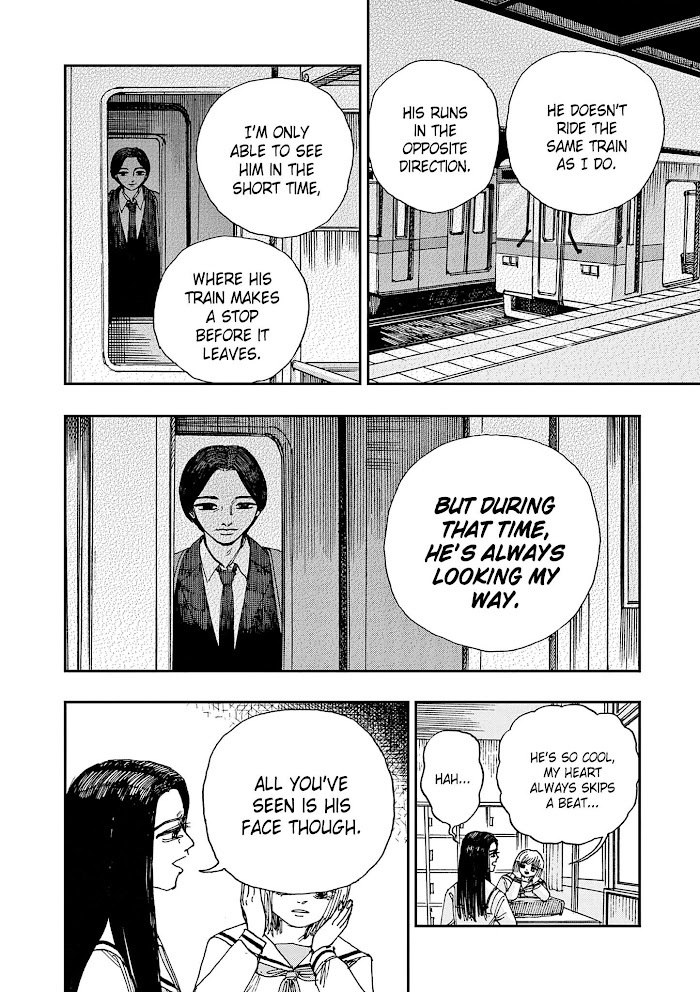 HE DOESN'T
RIDE THE
SAME TRAIN
AS I DO.
HIS RUNS
IN THE
OPPOSITE
DIRECTION.
I'M ONLY
ABLE TO SEE
HIM IN THE
SHORT TIME,
WHERE HIS
TRAIN MAKES
A STOP
BEFORE IT
LEAVES.
BUT DURING
THAT TIME,
HE'S ALWAYS
LOOKING MY
WAY.
HE'S SO COOL,
MY HEART
ALWAYS SKIPS
A BEAT...
HAH...
ALL YOU'VE
SEEN IS HIS
FACE THOUGH.